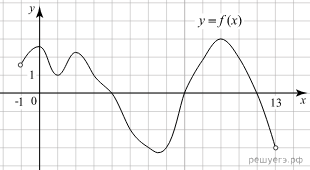 y
y = f(x)
1
-1 0 13 x
решуегэ.рф